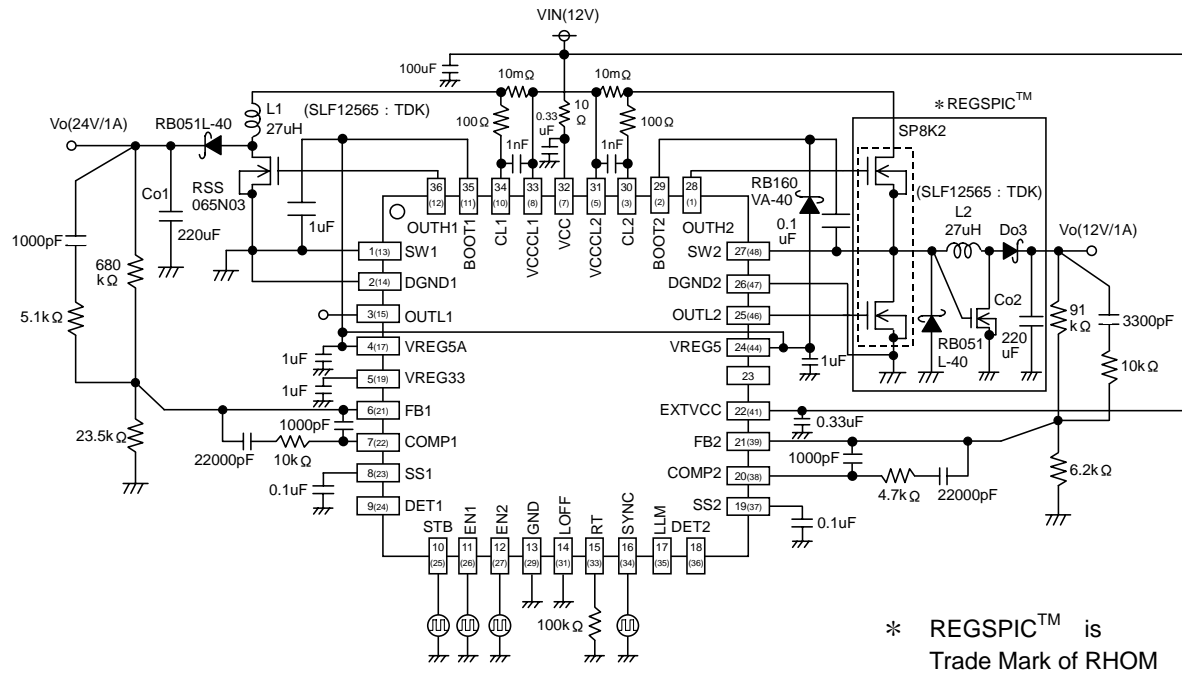 VIN(12V)
100uF
10mΩ
10mΩ
L1
27uH
(SLF12565 : TDK)
RB051L-40
Vo(24V/1A)
100Ω
0.33
uF
10
Ω
100Ω
1nF
1nF
＊REGSPIC™
SP8K2
RSS
065N03
Co1
220uF
1uF
1000pF
680
kΩ
5.1kΩ
23.5kΩ
36
(12)
35
(11)
34
(10)
33
(8)
32
(7)
31
(5)
30
(3)
29
(2)
28
(1)
OUTH1
BOOT1
CL1
VCCCL1
VCC
VCCCL2
CL2
BOOT2
OUTH2
RB160
VA-40
0.1
uF
(SLF12565 : TDK)
L2
27uH
Do3
Vo(12V/1A)
Co2
220
uF
RB051
L-40
91
kΩ
3300pF
10kΩ
6.2kΩ
1(13) SW1
2(14) DGND1
3(15) OUTL1
4(17) VREG5A
5(19) VREG33
6(21) FB1
7(22) COMP1
8(23) SS1
9(24) DET1
1uF
1uF
1000pF
22000pF
10kΩ
0.1uF
SW2 27(48)
DGND2 26(47)
OUTL2 25(46)
VREG5 24(44)
23
EXTVCC 22(41)
FB2 21(39)
COMP2 20(38)
SS2 19(37)
1uF
0.33uF
1000pF
4.7kΩ
22000pF
0.1uF
STB
EN1
EN2
GND
LOFF
RT
SYNC
LLM
DET2
10
(25)
11
(26)
12
(27)
13
(29)
14
(31)
15
(33)
16
(34)
17
(35)
18
(36)
100kΩ
＊ REGSPIC™ is
Trade Mark of RHOM